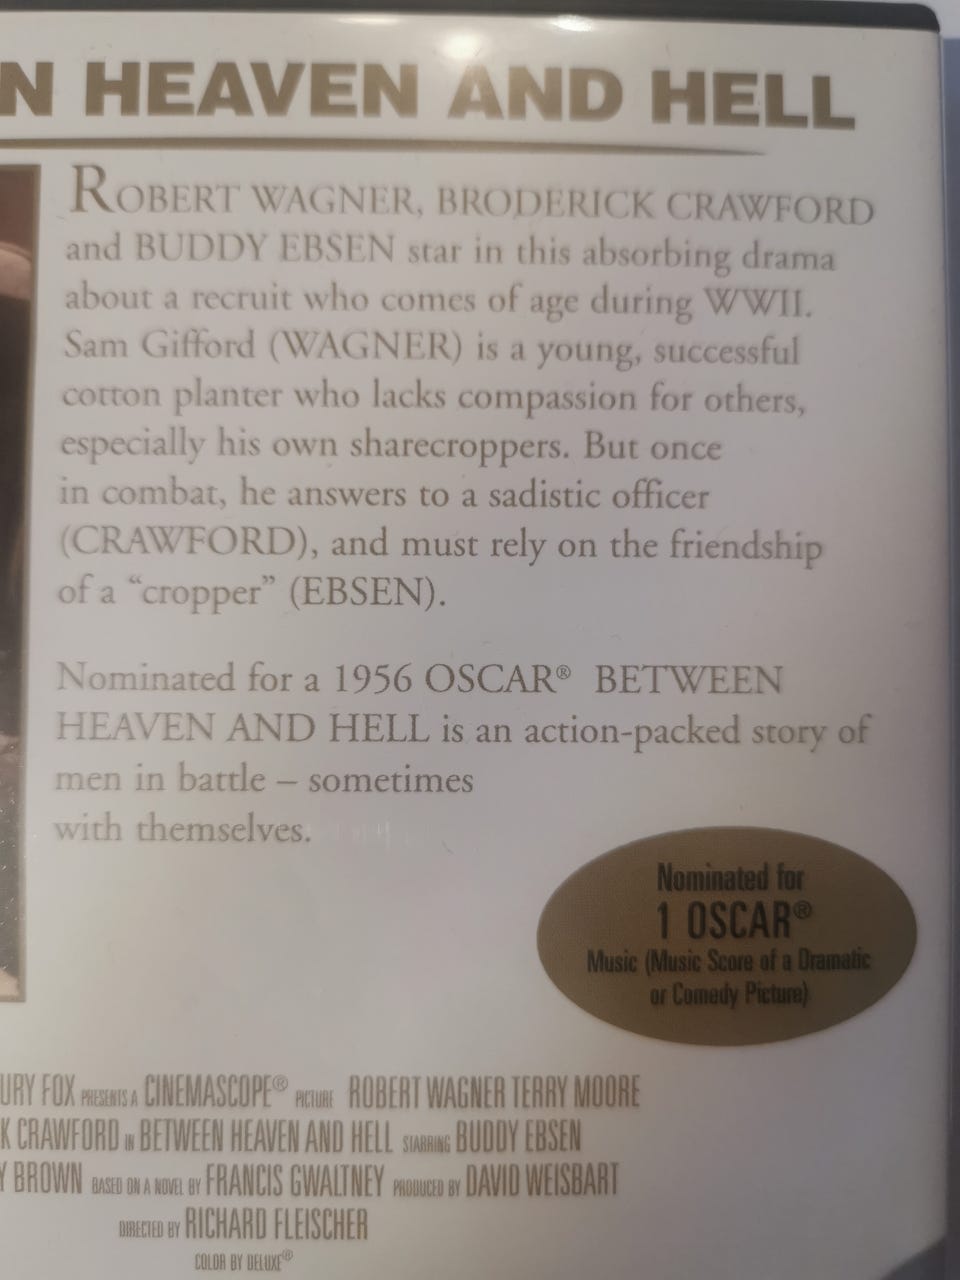 N HEAVEN AND HELL
ROBERT WAGNER, BRODERICK CRAWFORD
and BUDDY EBSEN star in this absorbing drama
about a recruit who comes of age during WWII.
Sam Gifford (WAGNER) is a young, successful
cotton planter who lacks compassion for others,
especially his own sharecroppers. But once
in combat, he answers to a sadistic officer
(CRAWFORD), and must rely on the friendship
of a “cropper” (EBSEN).
Nominated for a 1956 OSCAR® BETWEEN
HEAVEN AND HELL is an action-packed story of
men in battle – sometimes
with themselves.
Nominated for
1 OSCAR®
Music (Music Score of a Dramatic
or Comedy Picture)
URY FOX PRESENTS A CINEMASCOPE® PICTURE ROBERT WAGNER TERRY MOORE
K CRAWFORD IN BETWEEN HEAVEN AND HELL STARRING BUDDY EBSEN
Y BROWN BASED ON A NOVEL BY FRANCIS GWALTNEY PRODUCED BY DAVID WEISBART
DIRECTED BY RICHARD FLEISCHER
COLOR BY DELUXE®